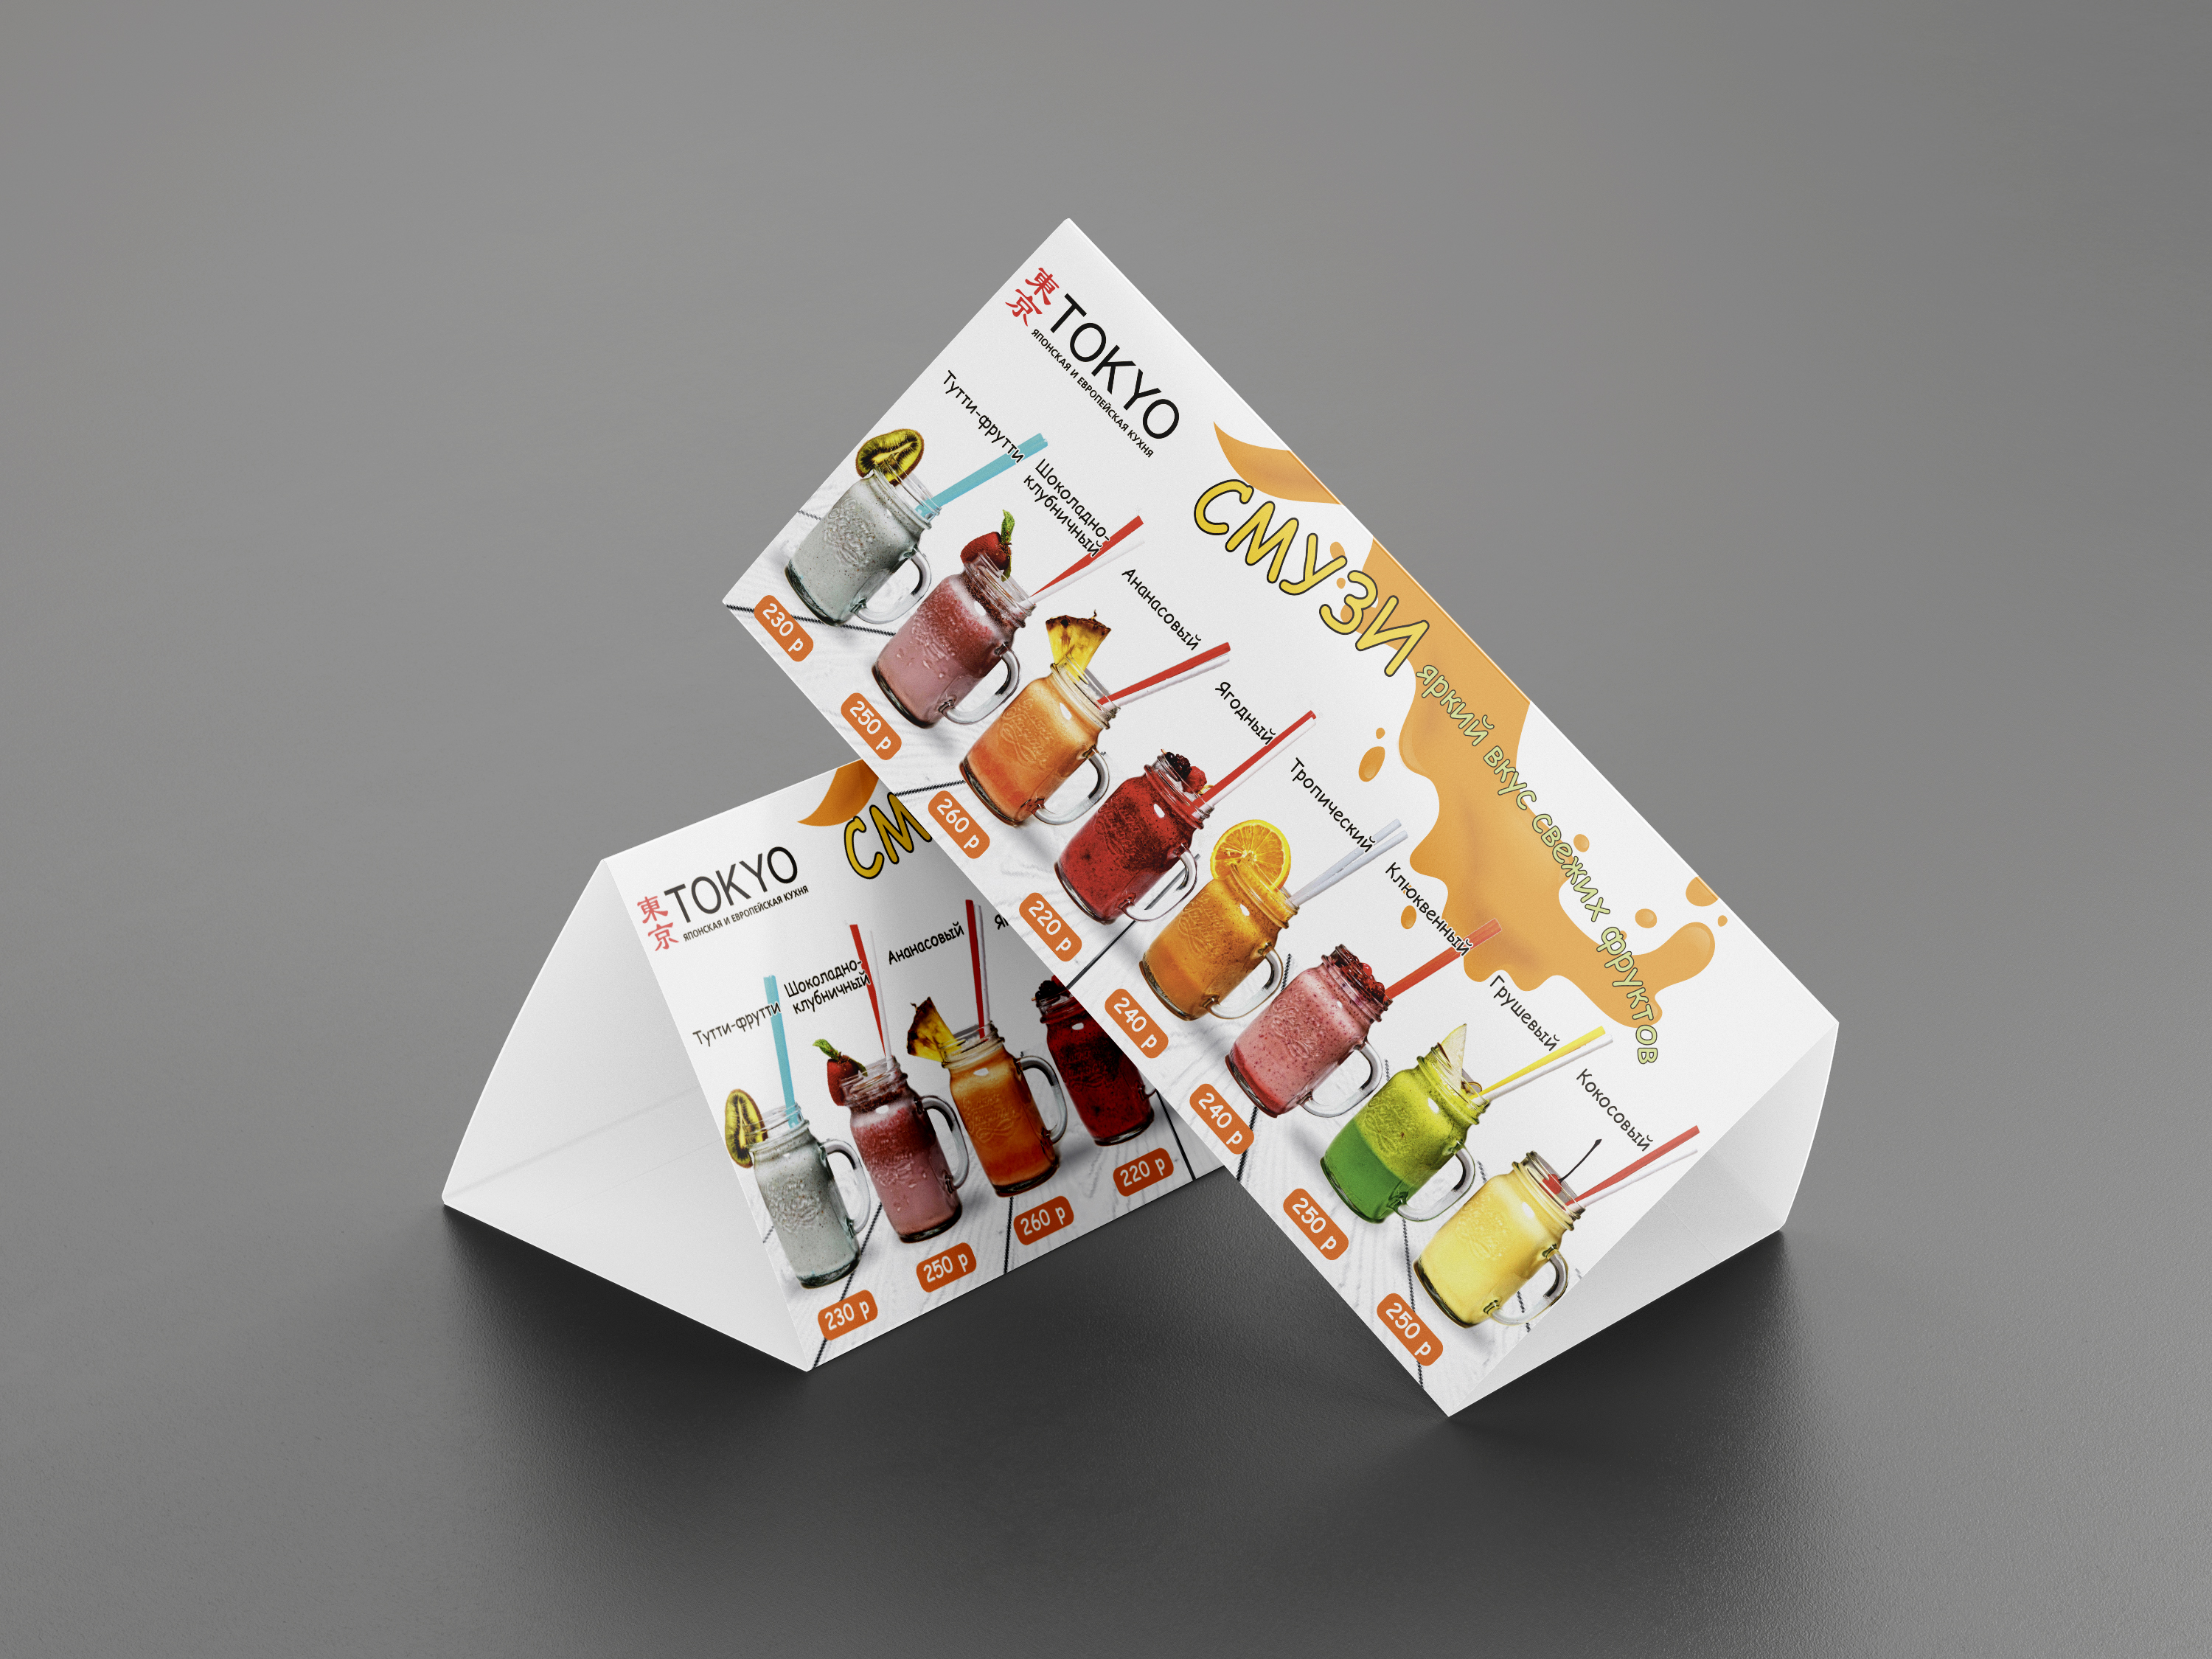 東京
TOKYO
ЯПОНСКАЯ И ЕВРОПЕЙСКАЯ КУХНЯ
СМУЗИ
яркий вкус свежих фруктов
Тутти-фрутти
Шоколадно-
клубничный
Ананасовый
Ягодный
Тропический
Клюквенный
Грушевый
Кокосовый
230 р
250 р
260 р
220 р
240 р
240 р
250 р
250 р
東京
TOKYO
ЯПОНСКАЯ И ЕВРОПЕЙСКАЯ КУХНЯ
СМ
Тутти-фрутти
Шоколадно-
клубничный
Ананасовый
230 р
250 р
260 р
220 р